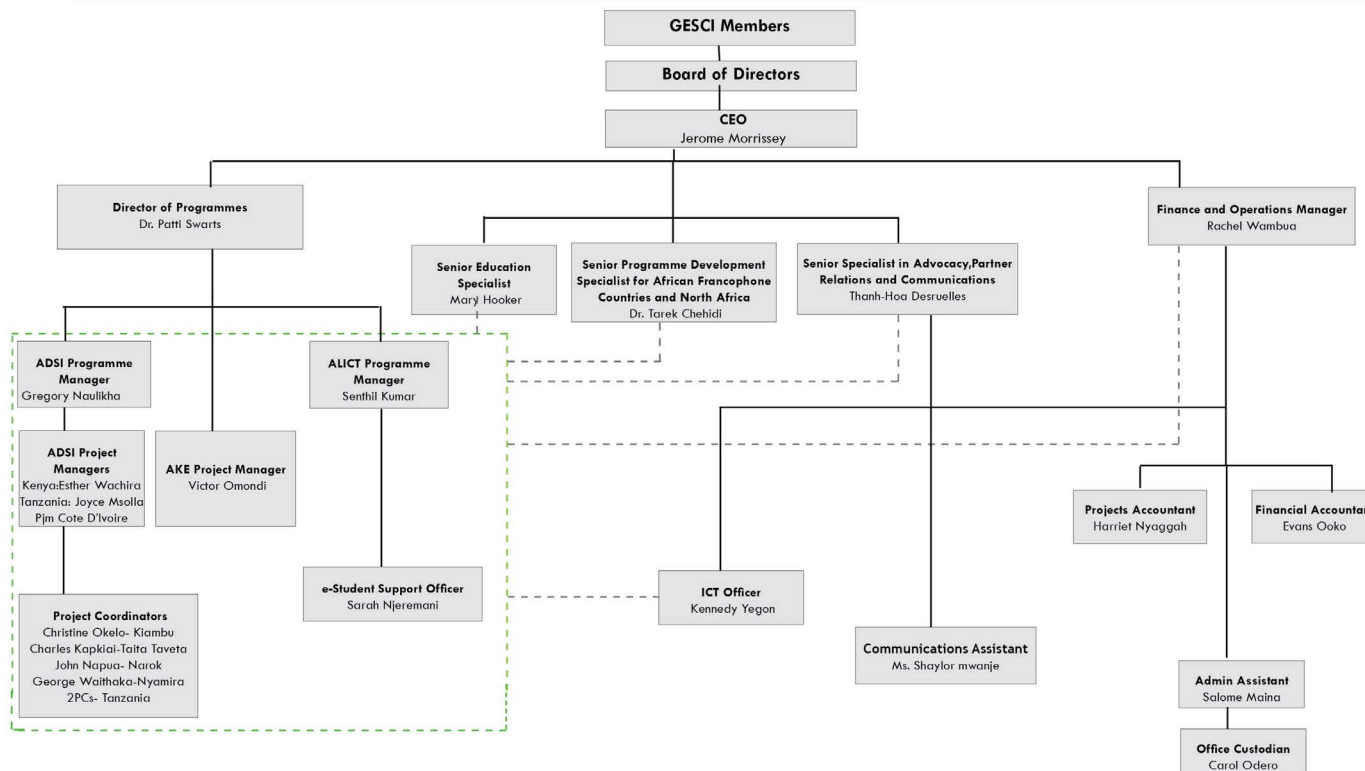 GESCI Members
Board of Directors
CEO
Jerome Morrissey
Director of Programmes
Dr. Patti Swarts
Finance and Operations Manager
Rachel Wambua
Senior Education
Specialist
Mary Hooker
Senior Programme Development
Specialist for African Francophone
Countries and North Africa
Dr. Tarek Chehidi
Senior Specialist in Advocacy,Partner
Relations and Communications
Thanh-Hoa Desruelles
ADSI Programme
Manager
Gregory Naulikha
ALICT Programme
Manager
Senthil Kumar
ADSI Project
Managers
Kenya:Esther Wachira
Tanzania: Joyce Msolla
Pjm Cote D'Ivoire
AKE Project Manager
Victor Omondi
Projects Accountant
Harriet Nyaggah
Financial Accountan
Evans Ooko
e-Student Support Officer
Sarah Njeremani
ICT Officer
Kennedy Yegon
Project Coordinators
Christine Okelo- Kiambu
Charles Kapkiai-Taita Taveta
John Napua- Narok
George Waithaka-Nyamira
2PCs- Tanzania
Communications Assistant
Ms. Shaylor mwanje
Admin Assistant
Salome Maina
Office Custodian
Carol Odero